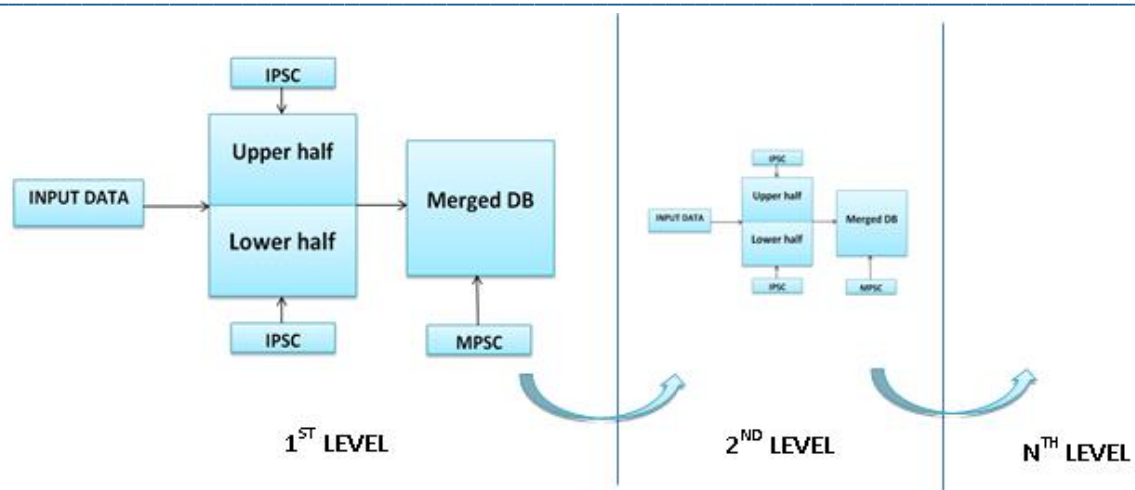 IPSC
Upper half
INPUT DATA
Lower half
Merged DB
IPSC
MPSC
1ST LEVEL
IPSC
Upper half
INPUT DATA
Lower half
Merged DB
IPSC
MPSC
2ND LEVEL
NTH LEVEL